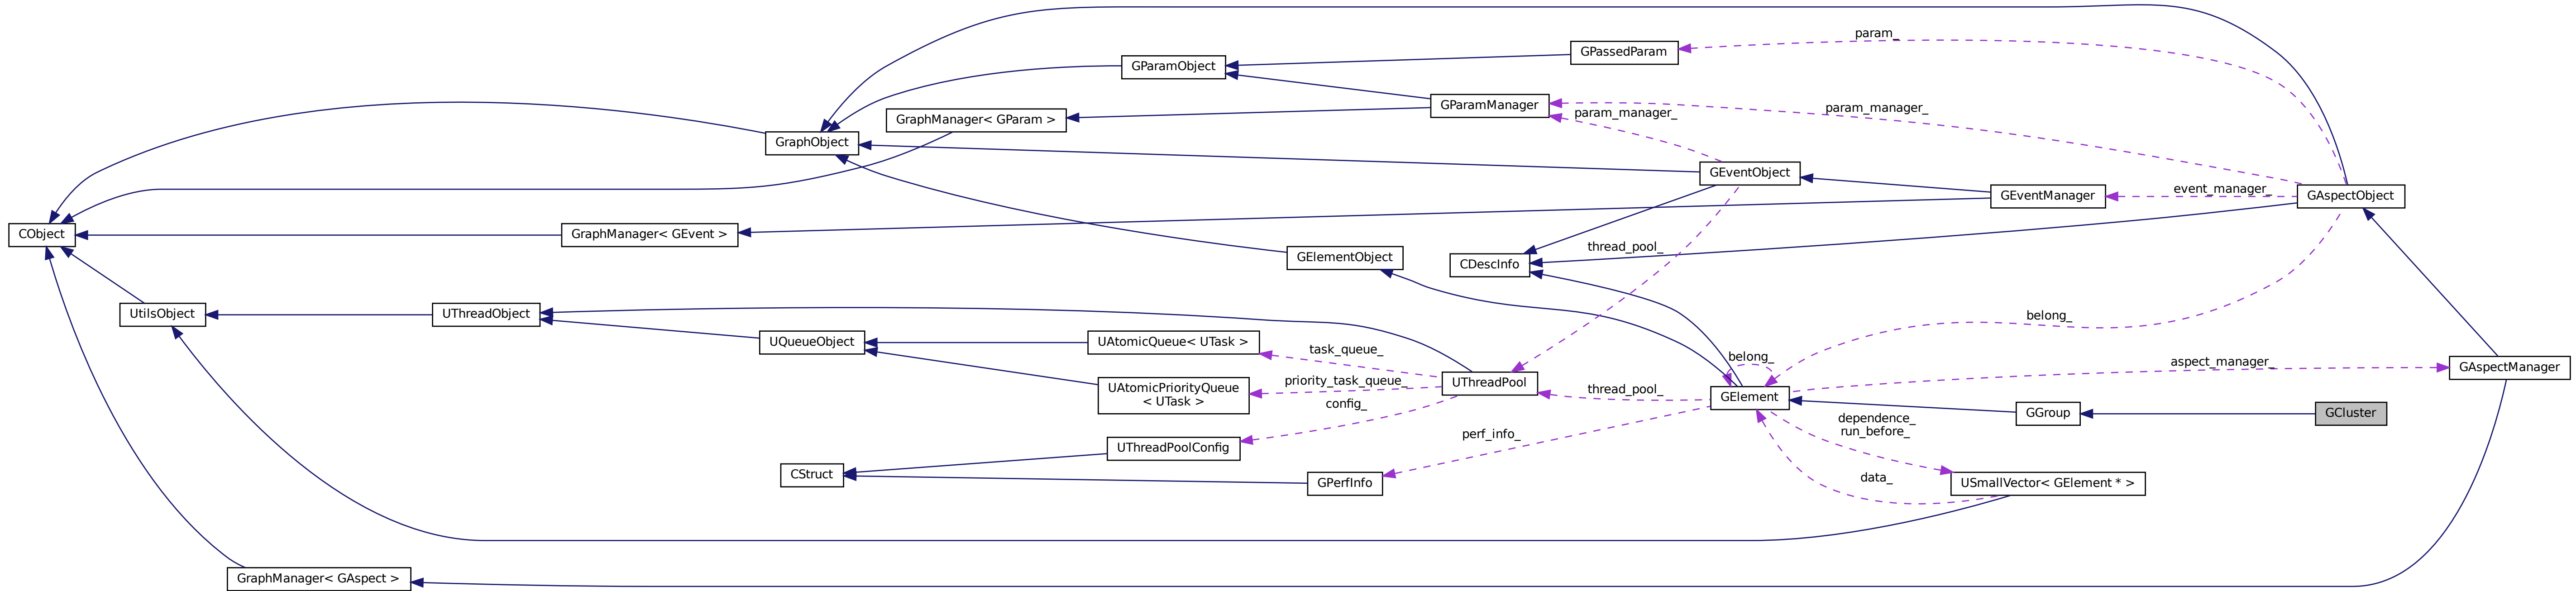 param_
GPassedParam
GParamObject
GParamManager
param_manager_
param_manager_
GraphManager< GParam >
GraphObject
GEventObject
event_manager_
GEventManager
GAspectObject
CObject
GraphManager< GEvent >
thread_pool_
GElementObject
CDescInfo
UtilsObject
UThreadObject
belong_
UQueueObject
UAtomicQueue< UTask >
task_queue_
belong_
aspect_manager_
GAspectManager
UAtomicPriorityQueue
< UTask >
priority_task_queue_
UThreadPool
thread_pool_
GElement
config_
GGroup
GCluster
dependence_
run_before_
perf_info_
UThreadPoolConfig
CStruct
GPerfInfo
data_
USmallVector< GElement * >
GraphManager< GAspect >